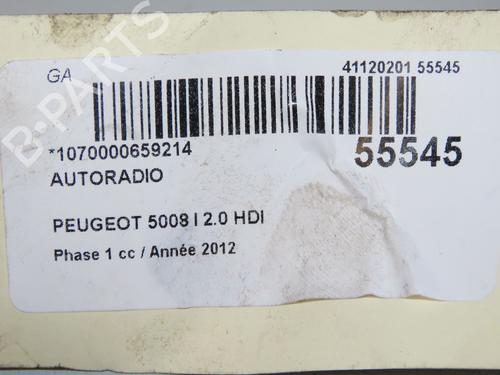 GA
41120201 55545
*1070000659214
55545
AUTORADIO
PEUGEOT 5008 I 2.0 HDI
Phase 1 cc / Année 2012
B-PARTS